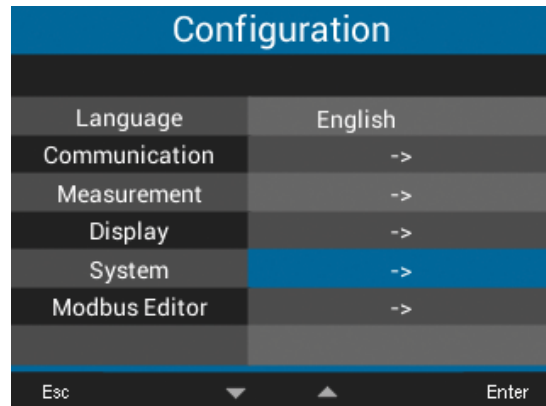 Configuration
Language English
Communication ->
Measurement ->
Display ->
System ->
Modbus Editor ->
Esc Enter